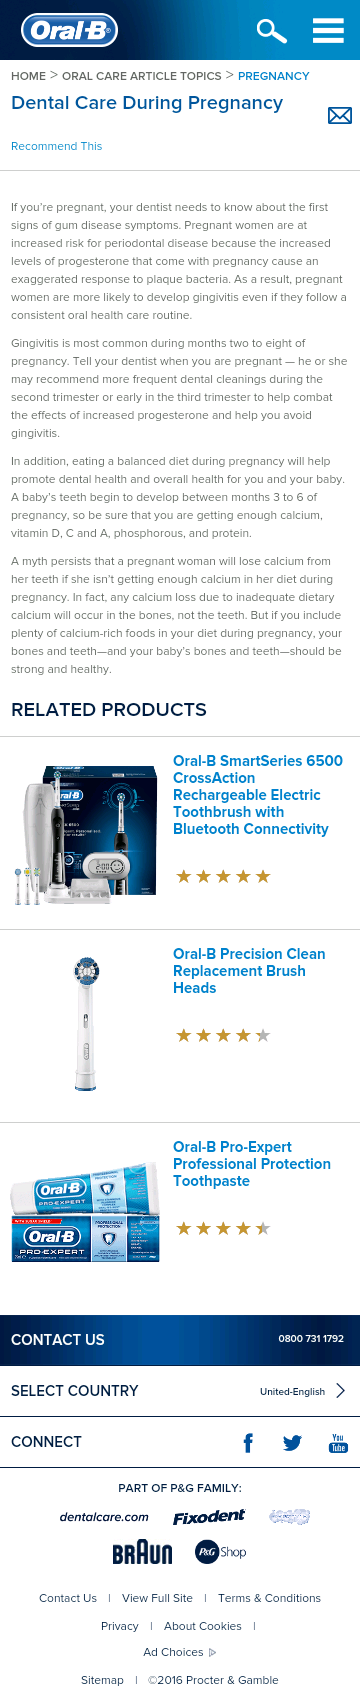 Oral-B®
HOME > ORAL CARE ARTICLE TOPICS > PREGNANCY
Dental Care During Pregnancy
Recommend This
If you're pregnant, your dentist needs to know about the first
signs of gum disease symptoms. Pregnant women are at
increased risk for periodontal disease because the increased
levels of progesterone that come with pregnancy cause an
exaggerated response to plaque bacteria. As a result, pregnant
women are more likely to develop gingivitis even if they follow a
consistent oral health care routine.
Gingivitis is most common during months two to eight of
pregnancy. Tell your dentist when you are pregnant — he or she
may recommend more frequent dental cleanings during the
second trimester or early in the third trimester to help combat
the effects of increased progesterone and help you avoid
gingivitis.
In addition, eating a balanced diet during pregnancy will help
promote dental health and overall health for you and your baby.
A baby's teeth begin to develop between months 3 to 6 of
pregnancy, so be sure that you are getting enough calcium,
vitamin D, C and A, phosphorous, and protein.
A myth persists that a pregnant woman will lose calcium from
her teeth if she isn't getting enough calcium in her diet during
pregnancy. In fact, any calcium loss due to inadequate dietary
calcium will occur in the bones, not the teeth. But if you include
plenty of calcium-rich foods in your diet during pregnancy, your
bones and teeth—and your baby's bones and teeth—should be
strong and healthy.
RELATED PRODUCTS
Oral-B SmartSeries 6500
CrossAction
Rechargeable Electric
Toothbrush with
Bluetooth Connectivity
Oral-B Precision Clean
Replacement Brush
Heads
Oral-B Pro-Expert
Professional Protection
Toothpaste
Oral-B
PRO-EXPERT
Oral-B
PRO-EXPERT
PROFESSIONAL
PROTECTION
CONTACT US 0800 731 1792
SELECT COUNTRY United-English
CONNECT
You
Tube
PART OF P&G FAMILY:
dentalcare.com Fixodent
BRAUN P&G Shop
Contact Us | View Full Site | Terms & Conditions
Privacy | About Cookies |
Ad Choices
Sitemap | ©2016 Procter & Gamble